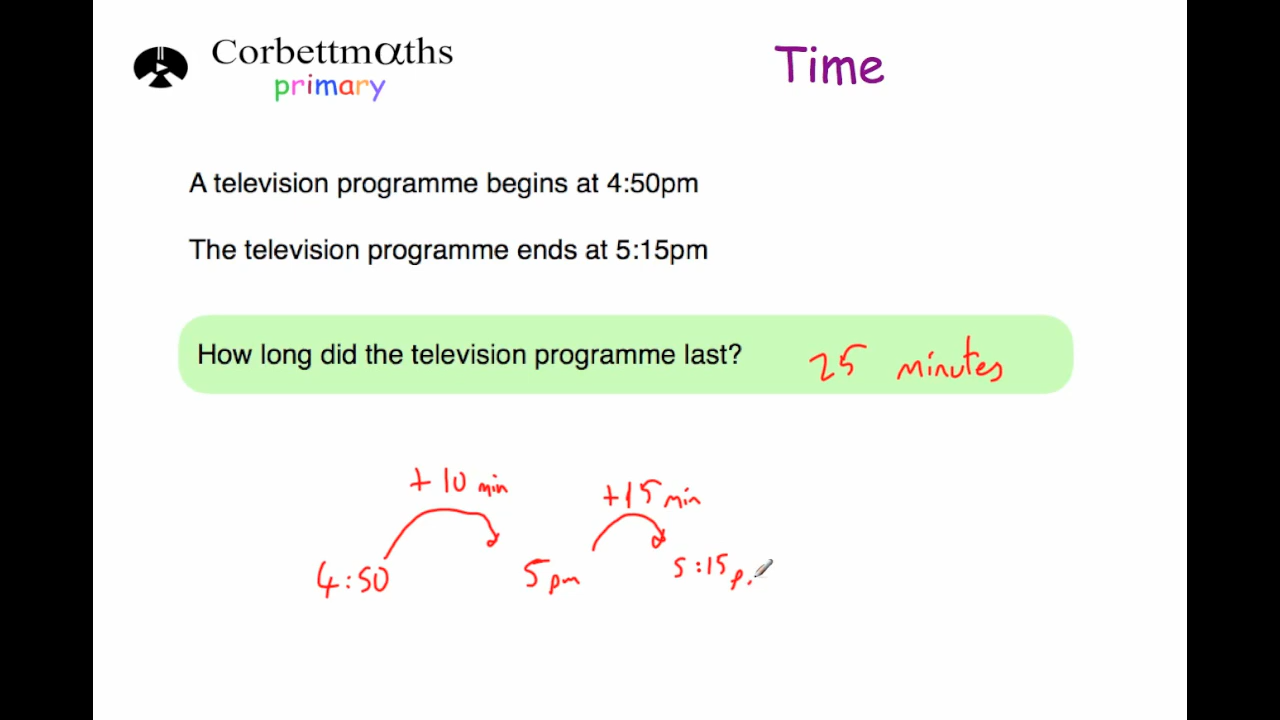 Corbettmαths
primary
Time
A television programme begins at 4:50pm
The television programme ends at 5:15pm
How long did the television programme last? 25 minutes
+10 min
+15 min
4:50
5pm
5:15p